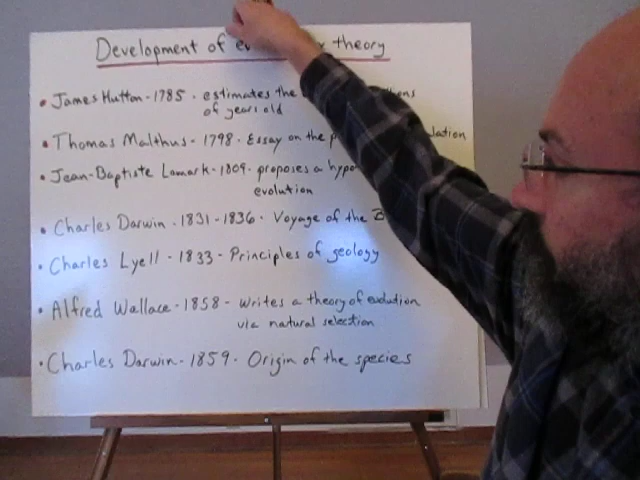 Development of theory
• James Hutton - 1785 - estimates the
of years old
• Thomas Malthus - 1798 - Essay on the
• Jean-Baptiste Lamark - 1809 - proposes a
evolution
• Charles Darwin - 1831-1836 - Voyage of the
• Charles Lyell - 1833 - Principles of geology
• Alfred Wallace - 1858 - writes a theory of evolution
via natural selection
• Charles Darwin - 1859 - Origin of the species